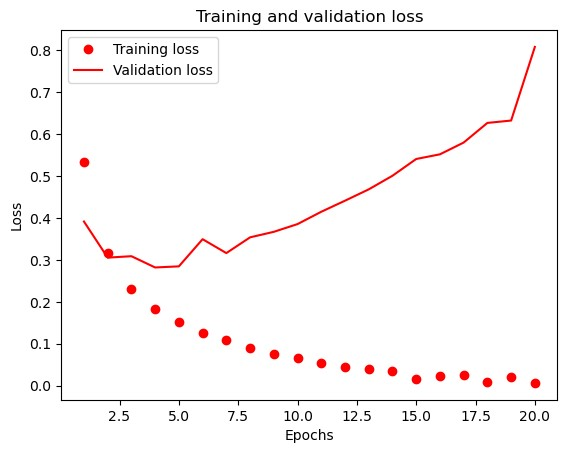 Training and validation loss
Training loss
Validation loss
0.8
0.7
0.6
0.5
0.4
0.3
0.2
0.1
0.0
Loss
2.5 5.0 7.5 10.0 12.5 15.0 17.5 20.0
Epochs